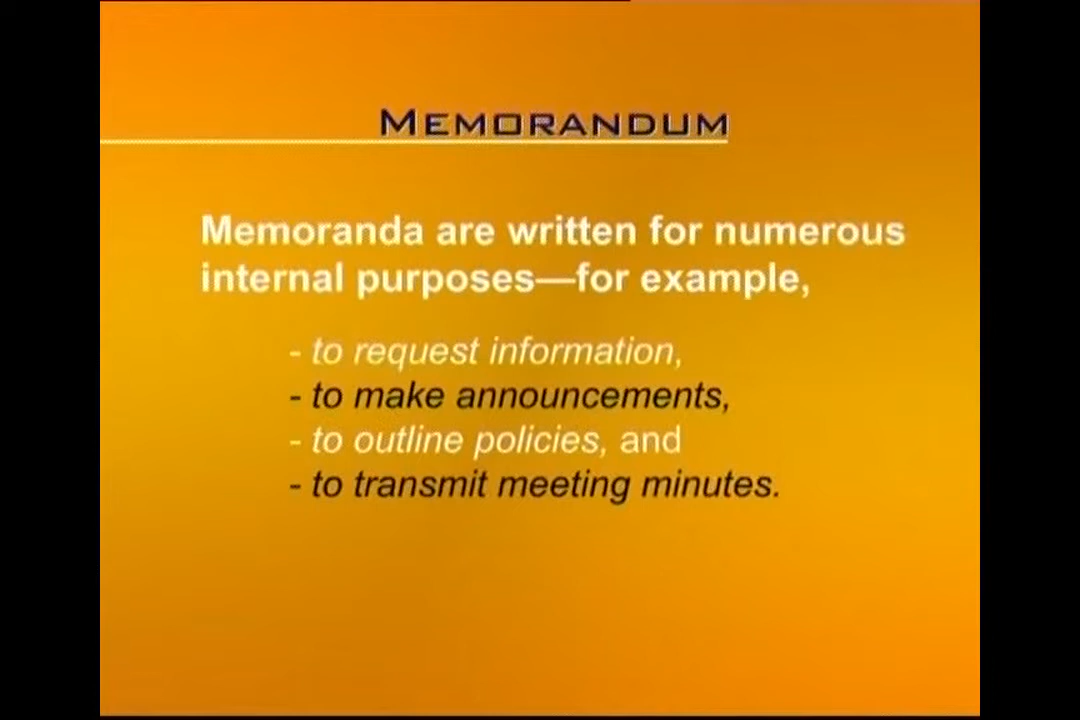 MEMORANDUM
Memoranda are written for numerous
internal purposes—for example,
- to request information,
- to make announcements,
- to outline policies, and
- to transmit meeting minutes.